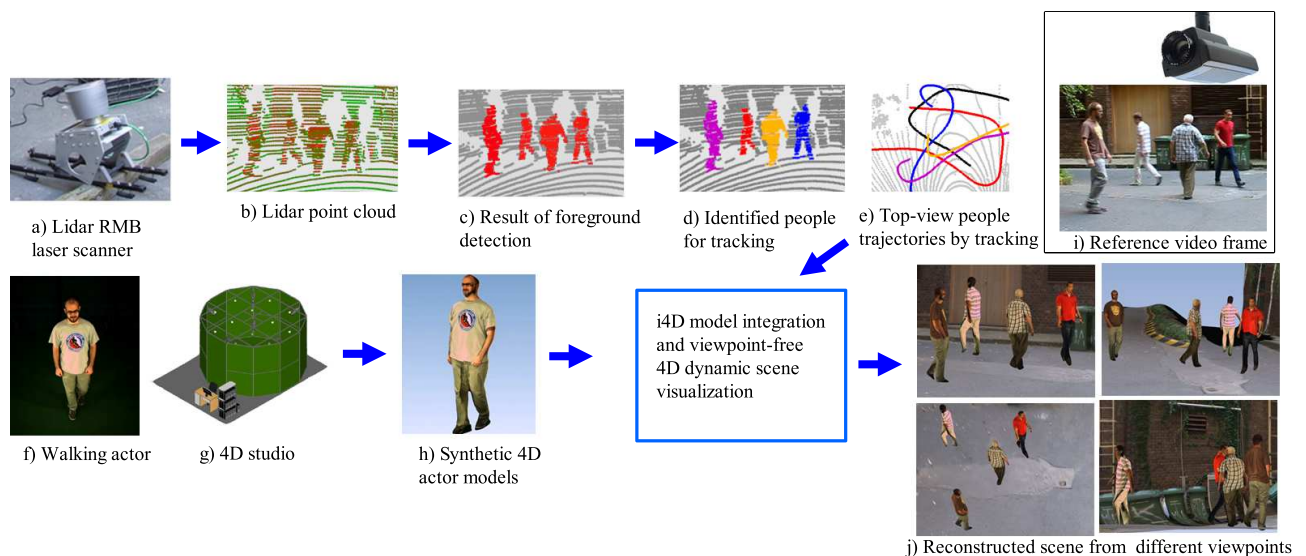 a) Lidar RMB
laser scanner
b) Lidar point cloud
c) Result of foreground
detection
d) Identified people
for tracking
e) Top-view people
trajectories by tracking
i) Reference video frame
f) Walking actor
g) 4D studio
h) Synthetic 4D
actor models
i4D model integration
and viewpoint-free
4D dynamic scene
visualization
j) Reconstructed scene from different viewpoints